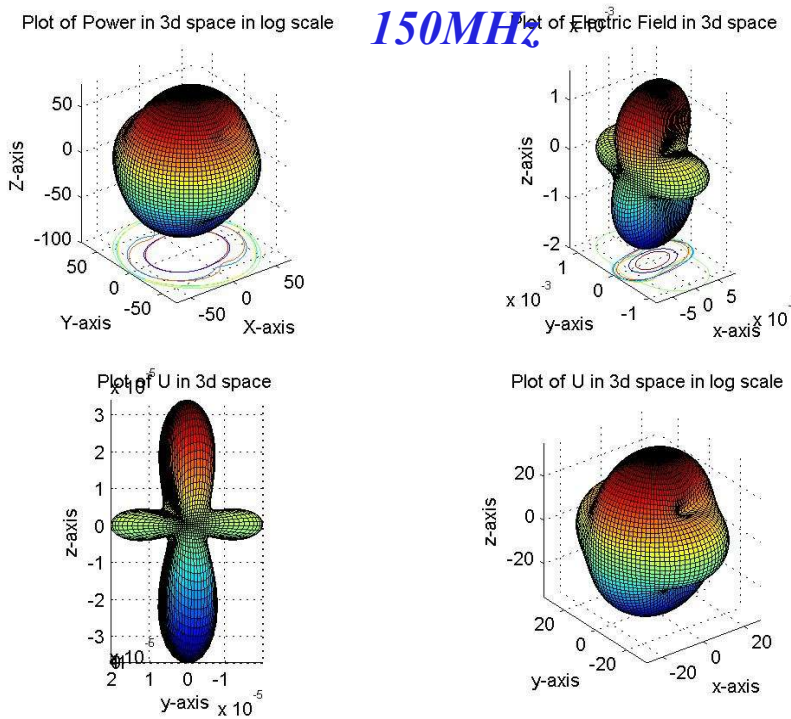 Plot of Power in 3d space in log scale
150MHz
Plot of Electric Field in 3d space
x 10^-3
50
0
-50
-100
Z-axis
50
0
-50
Y-axis
-50
0
50
X-axis
1
0
-1
-2
z-axis
1
0
-1
x 10^-3
y-axis
-5
0
5
x-axis
x 10^-
Plot of U in 3d space
x 10^-5
3
2
1
0
-1
-2
-3
z-axis
x 10^-5
2 1 0 -1
y-axis
x 10^-5
Plot of U in 3d space in log scale
20
0
-20
z-axis
20
0
-20
y-axis
-20
0
20
x-axis